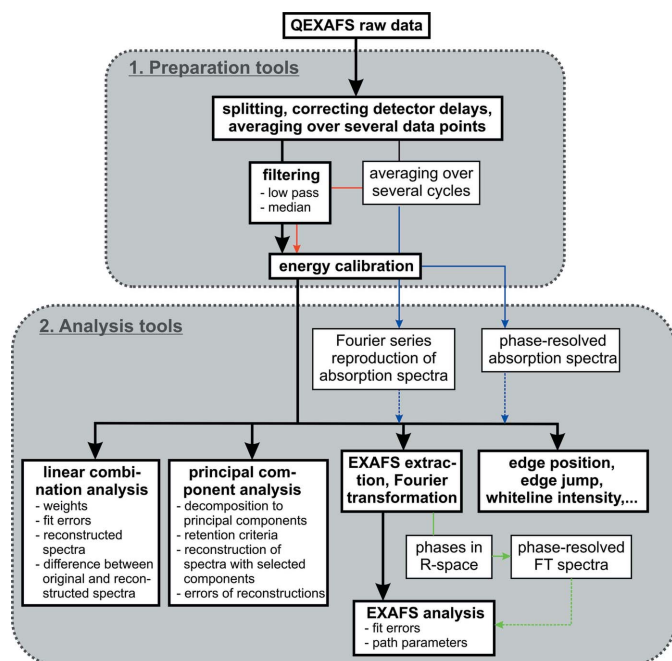 QEXAFS raw data
1. Preparation tools
splitting, correcting detector delays,
averaging over several data points
filtering
- low pass
- median
averaging over
several cycles
energy calibration
2. Analysis tools
Fourier series
reproduction of
absorption spectra
phase-resolved
absorption spectra
linear combi-
nation analysis
- weights
- fit errors
- reconstructed
spectra
- difference between
original and recon-
structed spectra
principal com-
ponent analysis
- decomposition to
principal components
- retention criteria
- reconstruction of
spectra with selected
components
- errors of reconstructions
EXAFS extrac-
tion, Fourier
transformation
edge position,
edge jump,
whiteline intensity,...
phases in
R-space
phase-resolved
FT spectra
EXAFS analysis
- fit errors
- path parameters